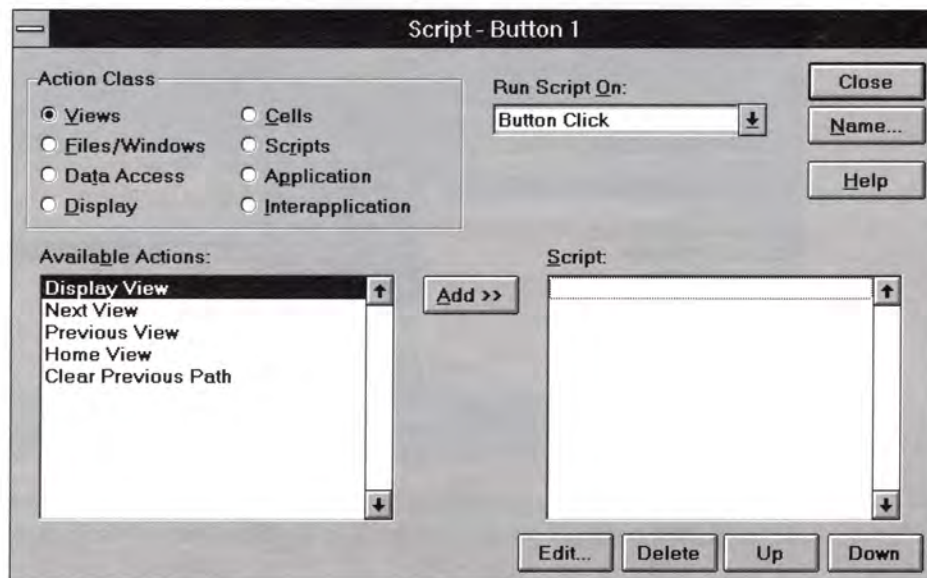 Script - Button 1
Action Class
Views
Cells
Files/Windows
Scripts
Data Access
Application
Display
Interapplication
Run Script On:
Button Click
Close
Name...
Help
Available Actions:
Display View
Next View
Previous View
Home View
Clear Previous Path
Add >>
Script:
Edit...
Delete
Up
Down